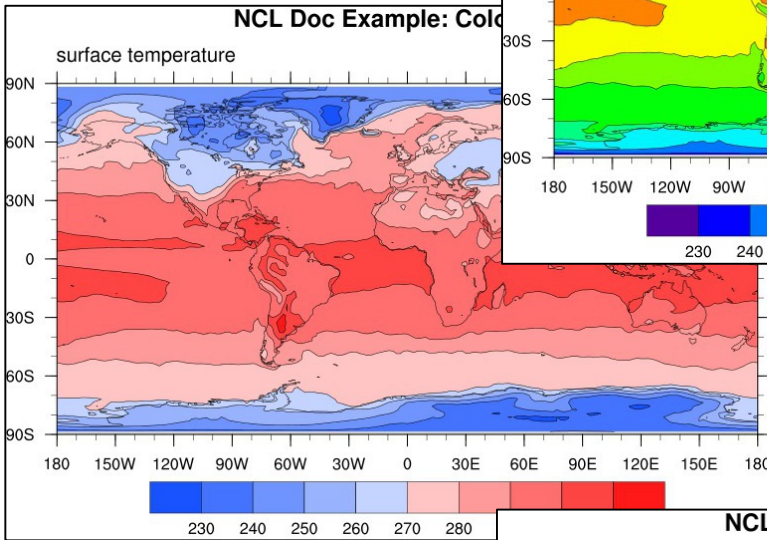 NCL Doc Example:
surface temperature
90N
60N
30N
0
30S
60S
90S
180 150W 120W 90W 60W 30W 0 30E 60E 90E 120E 150E 180
230 240 250 260 270 280
30S
60S
90S
180 150W 120W 90W
230 240
NCL